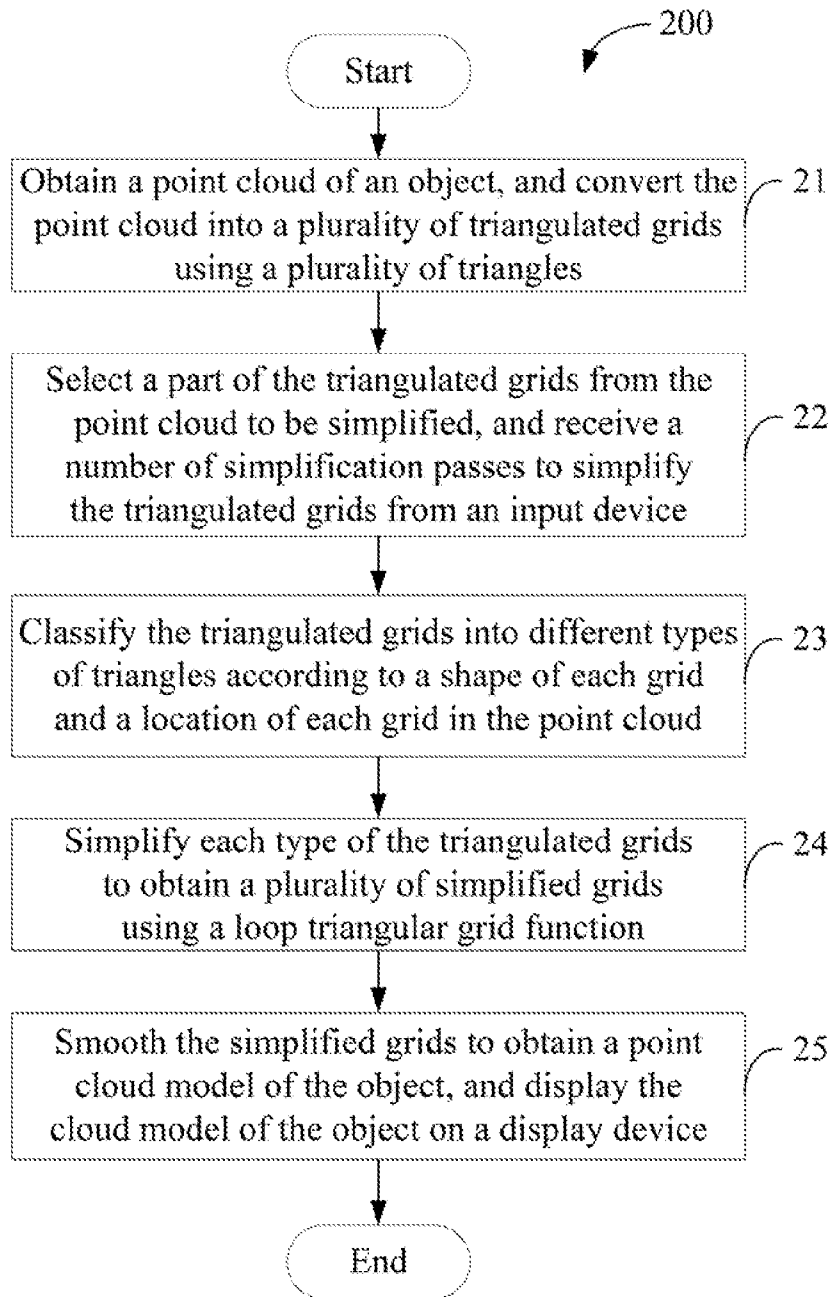 200
Start
Obtain a point cloud of an object, and convert the
point cloud into a plurality of triangulated grids
using a plurality of triangles
21
Select a part of the triangulated grids from the
point cloud to be simplified, and receive a
number of simplification passes to simplify
the triangulated grids from an input device
22
Classify the triangulated grids into different types
of triangles according to a shape of each grid
and a location of each grid in the point cloud
23
Simplify each type of the triangulated grids
to obtain a plurality of simplified grids
using a loop triangular grid function
24
Smooth the simplified grids to obtain a point
cloud model of the object, and display the
cloud model of the object on a display device
25
End